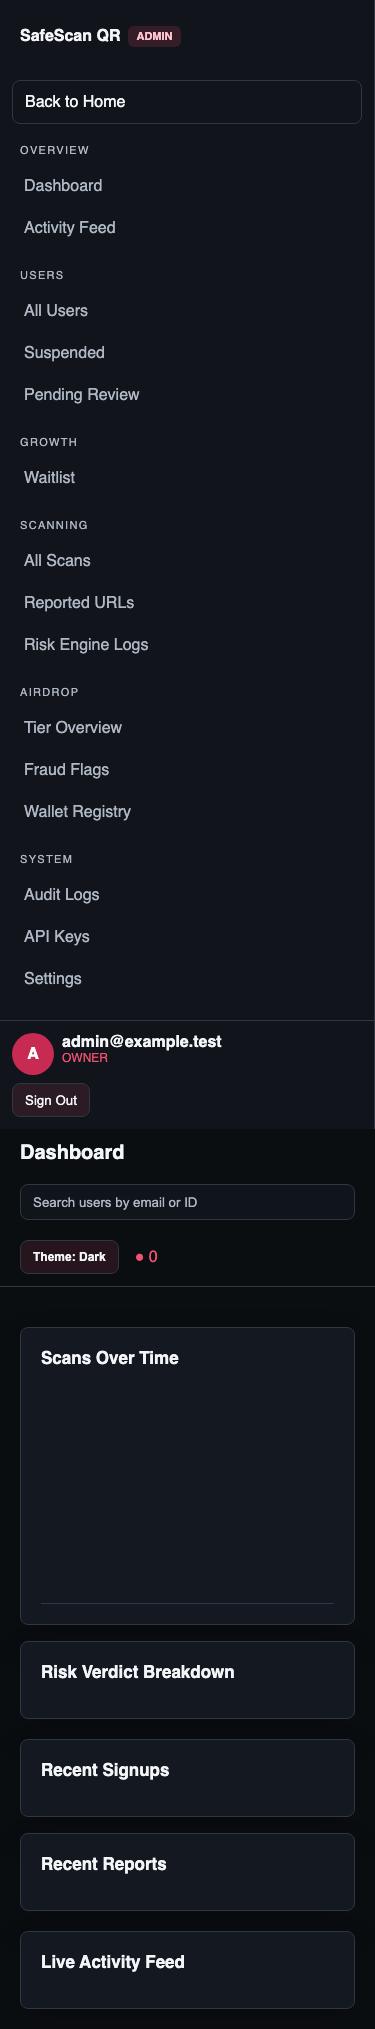 SafeScan QR ADMIN
Back to Home
OVERVIEW
Dashboard
Activity Feed
USERS
All Users
Suspended
Pending Review
GROWTH
Waitlist
SCANNING
All Scans
Reported URLs
Risk Engine Logs
AIRDROP
Tier Overview
Fraud Flags
Wallet Registry
SYSTEM
Audit Logs
API Keys
Settings
A
admin@example.test
OWNER
Sign Out
Dashboard
Search users by email or ID
Theme: Dark ● 0
Scans Over Time
Risk Verdict Breakdown
Recent Signups
Recent Reports
Live Activity Feed